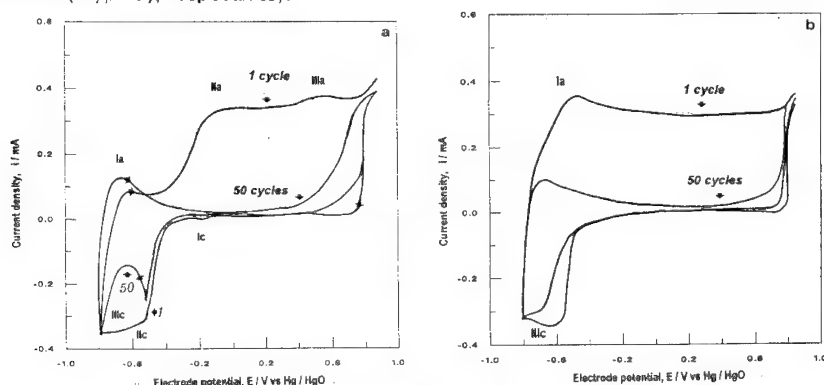 a
1 cycle
IIa
IIIa
Ia
50 cycles
Ic
50
1
IIIc
IIc
Current density, i / mA
0.4
0.2
0.0
-0.2
-0.4
-1.0
-0.6
-0.2
0.2
0.6
1.0
Electrode potential, E / V vs Hg / HgO
b
Ia
1 cycle
50 cycles
IIIc
Current density, i / mA
0.4
0.2
0.0
-0.2
-0.4
-1.0
-0.6
-0.2
0.2
0.6
1.0
Electrode potential, E / V vs Hg / HgO